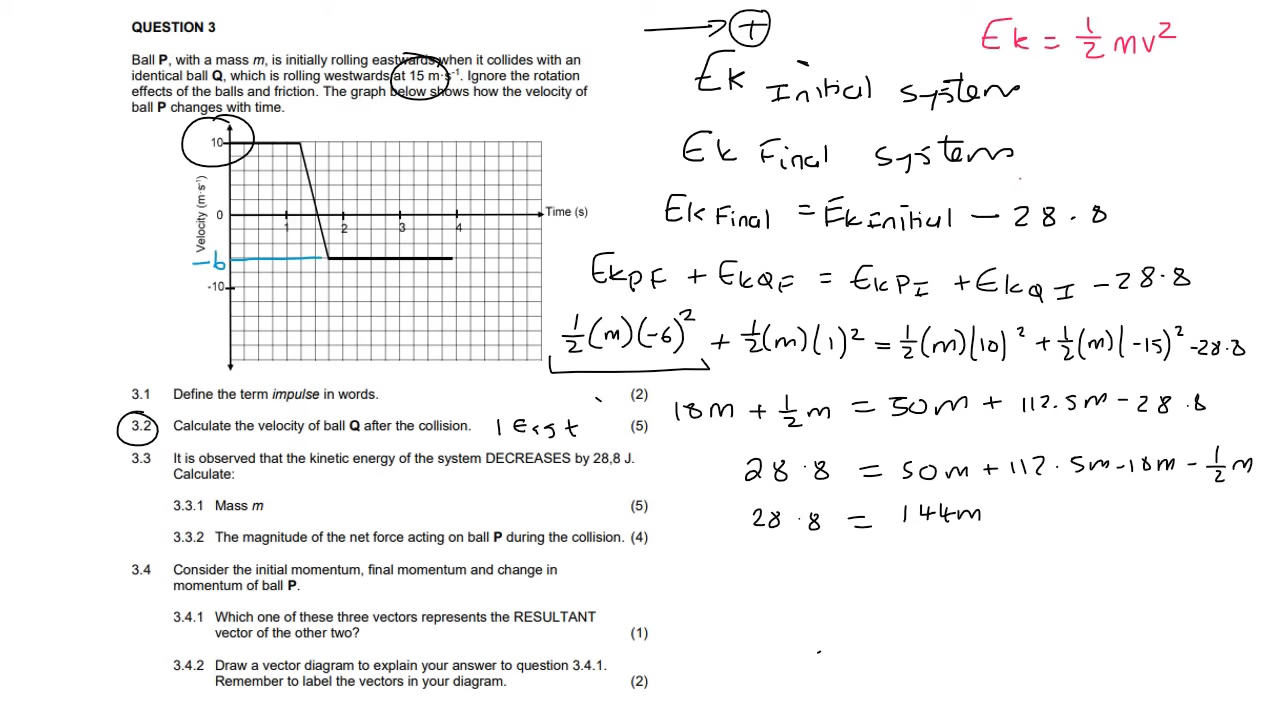 QUESTION 3
Ball P, with a mass m, is initially rolling eastwards when it collides with an
identical ball Q, which is rolling westwards at 15 m·s⁻¹. Ignore the rotation
effects of the balls and friction. The graph below shows how the velocity of
ball P changes with time.
10
0
-6
-10
Velocity (m·s⁻¹)
1
2
3
4
Time (s)
3.1 Define the term impulse in words. (2)
3.2 Calculate the velocity of ball Q after the collision. 1 East (5)
3.3 It is observed that the kinetic energy of the system DECREASES by 28,8 J.
Calculate:
3.3.1 Mass m (5)
3.3.2 The magnitude of the net force acting on ball P during the collision. (4)
3.4 Consider the initial momentum, final momentum and change in
momentum of ball P.
3.4.1 Which one of these three vectors represents the RESULTANT
vector of the other two? (1)
3.4.2 Draw a vector diagram to explain your answer to question 3.4.1.
Remember to label the vectors in your diagram. (2)
→ +
Ek = ½ mv²
Ek Initial system
Ek Final system
Ek Final = Ek Initial − 28.8
EkPF + EkQF = EkPI + EkQI − 28.8
½(m)(-6)² + ½(m)(1)² = ½(m)(10)² + ½(m)(-15)² -28.8
18m + ½m = 50m + 112.5m - 28.8
28.8 = 50m + 112.5m - 18m - ½m
28.8 = 144m